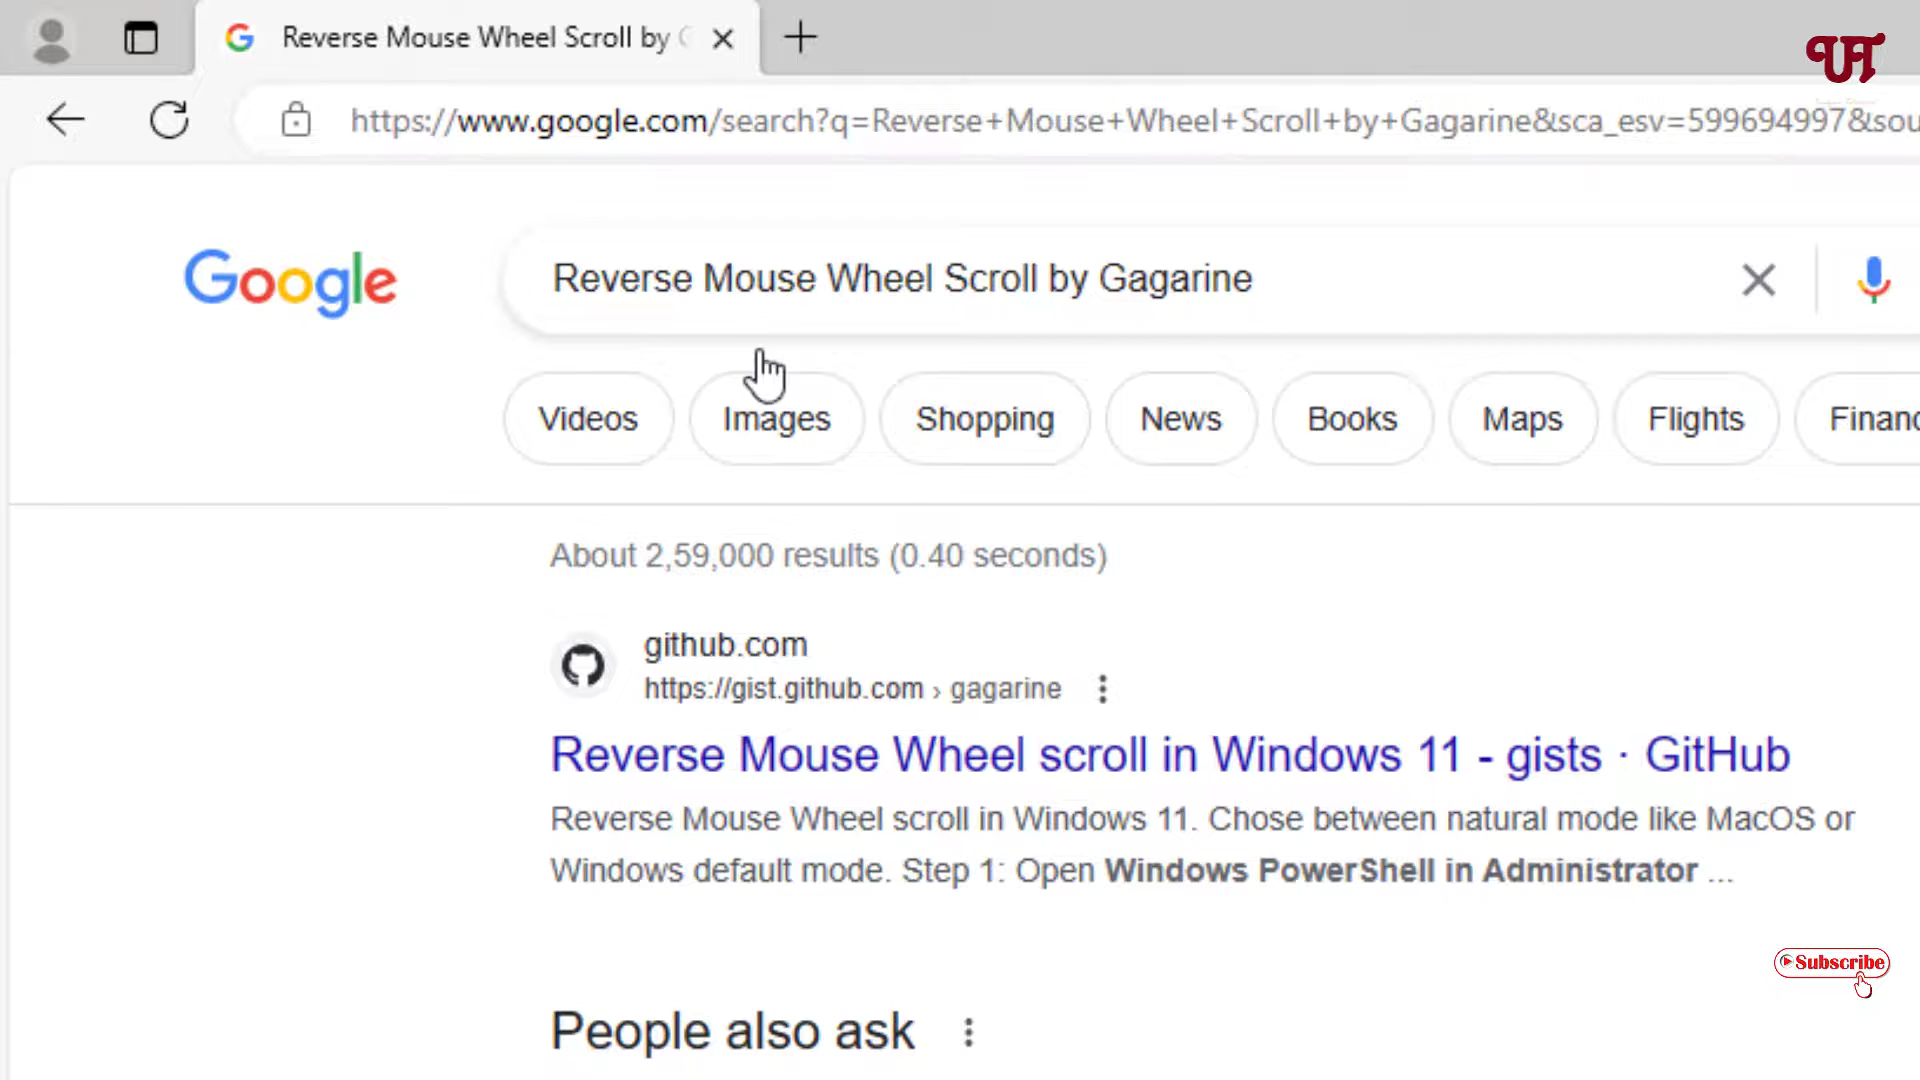 Reverse Mouse Wheel Scroll by
https://www.google.com/search?q=Reverse+Mouse+Wheel+Scroll+by+Gagarine&sca_esv=599694997&sou
Google
Reverse Mouse Wheel Scroll by Gagarine
Videos Images Shopping News Books Maps Flights Financ
About 2,59,000 results (0.40 seconds)
github.com
https://gist.github.com › gagarine
Reverse Mouse Wheel scroll in Windows 11 - gists · GitHub
Reverse Mouse Wheel scroll in Windows 11. Chose between natural mode like MacOS or
Windows default mode. Step 1: Open Windows PowerShell in Administrator ...
Subscribe
People also ask